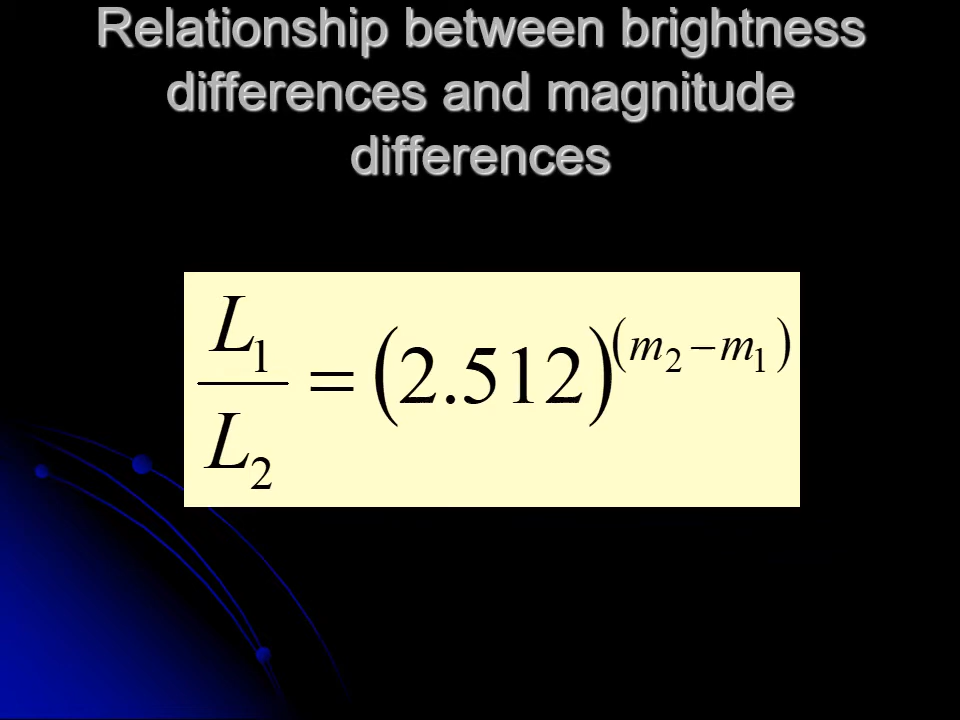 Relationship between brightness
differences and magnitude
differences
L₁/L₂ = (2.512)^(m₂ − m₁)